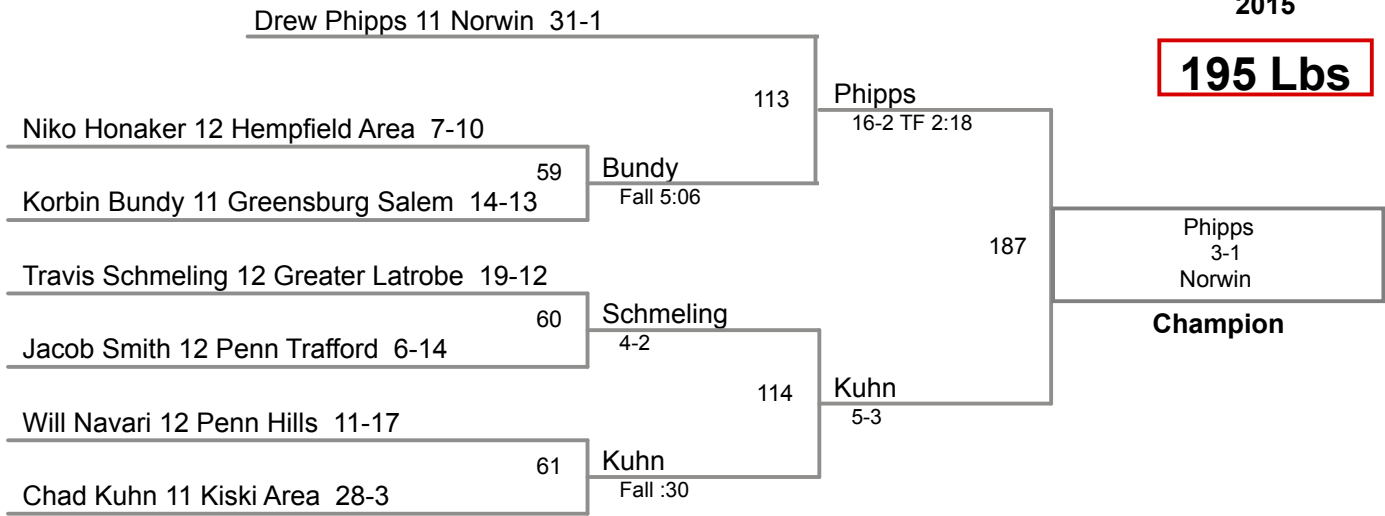 2015
Drew Phipps 11 Norwin 31-1
195 Lbs
113
Phipps
16-2 TF 2:18
Niko Honaker 12 Hempfield Area 7-10
59
Bundy
Fall 5:06
Korbin Bundy 11 Greensburg Salem 14-13
187
Phipps
3-1
Norwin
Champion
Travis Schmeling 12 Greater Latrobe 19-12
60
Schmeling
4-2
Jacob Smith 12 Penn Trafford 6-14
114
Kuhn
5-3
Will Navari 12 Penn Hills 11-17
61
Kuhn
Fall :30
Chad Kuhn 11 Kiski Area 28-3